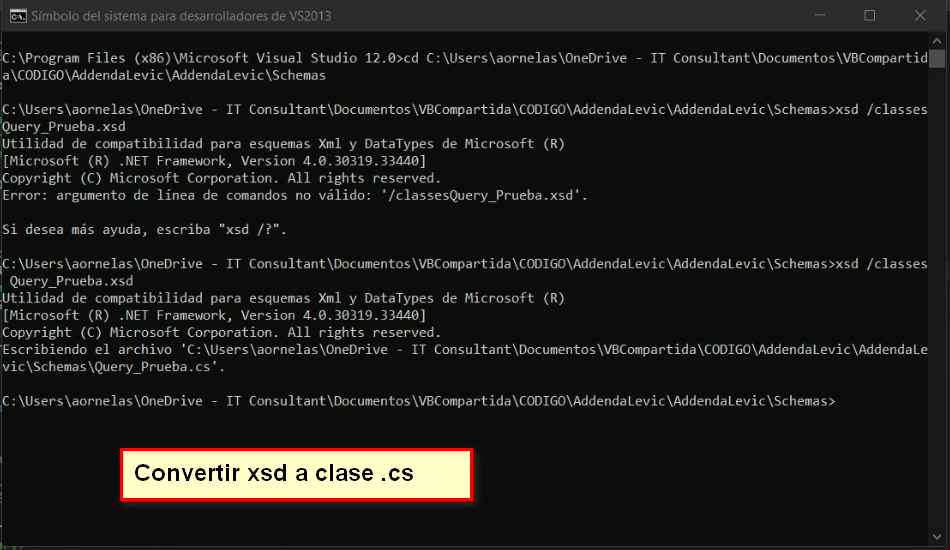 Símbolo del sistema para desarrolladores de VS2013
C:\Program Files (x86)\Microsoft Visual Studio 12.0>cd C:\Users\aornelas\OneDrive - IT Consultant\Documentos\VBCompartid
a\CODIGO\AddendaLevic\AddendaLevic\Schemas
C:\Users\aornelas\OneDrive - IT Consultant\Documentos\VBCompartida\CODIGO\AddendaLevic\AddendaLevic\Schemas>xsd /classes
Query_Prueba.xsd
Utilidad de compatibilidad para esquemas Xml y DataTypes de Microsoft (R)
[Microsoft (R) .NET Framework, Version 4.0.30319.33440]
Copyright (C) Microsoft Corporation. All rights reserved.
Error: argumento de línea de comandos no válido: '/classesQuery_Prueba.xsd'.
Si desea más ayuda, escriba "xsd /?".
C:\Users\aornelas\OneDrive - IT Consultant\Documentos\VBCompartida\CODIGO\AddendaLevic\AddendaLevic\Schemas>xsd /classes
 Query_Prueba.xsd
Utilidad de compatibilidad para esquemas Xml y DataTypes de Microsoft (R)
[Microsoft (R) .NET Framework, Version 4.0.30319.33440]
Copyright (C) Microsoft Corporation. All rights reserved.
Escribiendo el archivo 'C:\Users\aornelas\OneDrive - IT Consultant\Documentos\VBCompartida\CODIGO\AddendaLevic\AddendaLe
vic\Schemas\Query_Prueba.cs'.
C:\Users\aornelas\OneDrive - IT Consultant\Documentos\VBCompartida\CODIGO\AddendaLevic\AddendaLevic\Schemas>
Convertir xsd a clase .cs